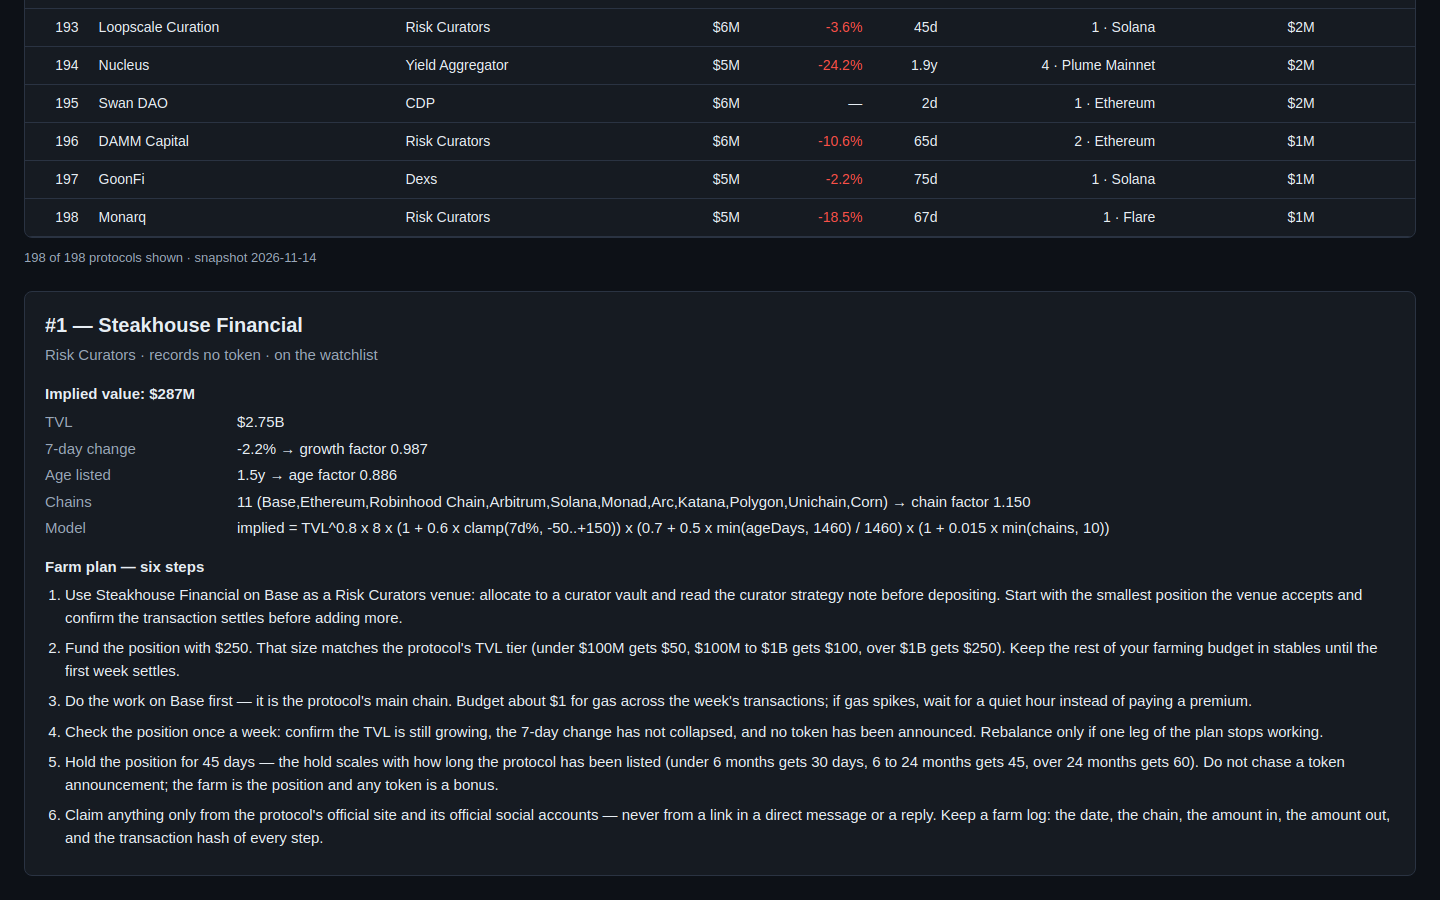 193 Loopscale Curation Risk Curators $6M -3.6% 45d 1 · Solana $2M
194 Nucleus Yield Aggregator $5M -24.2% 1.9y 4 · Plume Mainnet $2M
195 Swan DAO CDP $6M — 2d 1 · Ethereum $2M
196 DAMM Capital Risk Curators $6M -10.6% 65d 2 · Ethereum $1M
197 GoonFi Dexs $5M -2.2% 75d 1 · Solana $1M
198 Monarq Risk Curators $5M -18.5% 67d 1 · Flare $1M
198 of 198 protocols shown · snapshot 2026-11-14
#1 — Steakhouse Financial
Risk Curators · records no token · on the watchlist
Implied value: $287M
TVL $2.75B
7-day change -2.2% → growth factor 0.987
Age listed 1.5y → age factor 0.886
Chains 11 (Base,Ethereum,Robinhood Chain,Arbitrum,Solana,Monad,Arc,Katana,Polygon,Unichain,Corn) → chain factor 1.150
Model implied = TVL^0.8 x 8 x (1 + 0.6 x clamp(7d%, -50..+150)) x (0.7 + 0.5 x min(ageDays, 1460) / 1460) x (1 + 0.015 x min(chains, 10))
Farm plan — six steps
1. Use Steakhouse Financial on Base as a Risk Curators venue: allocate to a curator vault and read the curator strategy note before depositing. Start with the smallest position the venue accepts and
confirm the transaction settles before adding more.
2. Fund the position with $250. That size matches the protocol's TVL tier (under $100M gets $50, $100M to $1B gets $100, over $1B gets $250). Keep the rest of your farming budget in stables until the
first week settles.
3. Do the work on Base first — it is the protocol's main chain. Budget about $1 for gas across the week's transactions; if gas spikes, wait for a quiet hour instead of paying a premium.
4. Check the position once a week: confirm the TVL is still growing, the 7-day change has not collapsed, and no token has been announced. Rebalance only if one leg of the plan stops working.
5. Hold the position for 45 days — the hold scales with how long the protocol has been listed (under 6 months gets 30 days, 6 to 24 months gets 45, over 24 months gets 60). Do not chase a token
announcement; the farm is the position and any token is a bonus.
6. Claim anything only from the protocol's official site and its official social accounts — never from a link in a direct message or a reply. Keep a farm log: the date, the chain, the amount in, the amount out,
and the transaction hash of every step.